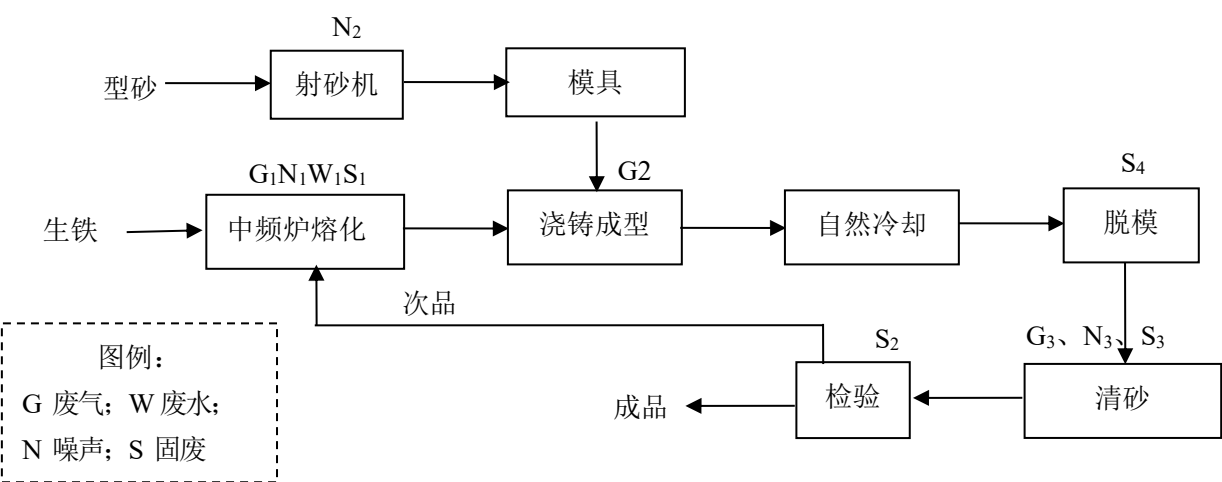 N₂
型砂
射砂机
模具
G₁N₁W₁S₁
G2
S₄
生铁
中频炉熔化
浇铸成型
自然冷却
脱模
次品
G₃、N₃、S₃
S₂
图例：
G 废气；W 废水；
N 噪声；S 固废
成品
检验
清砂